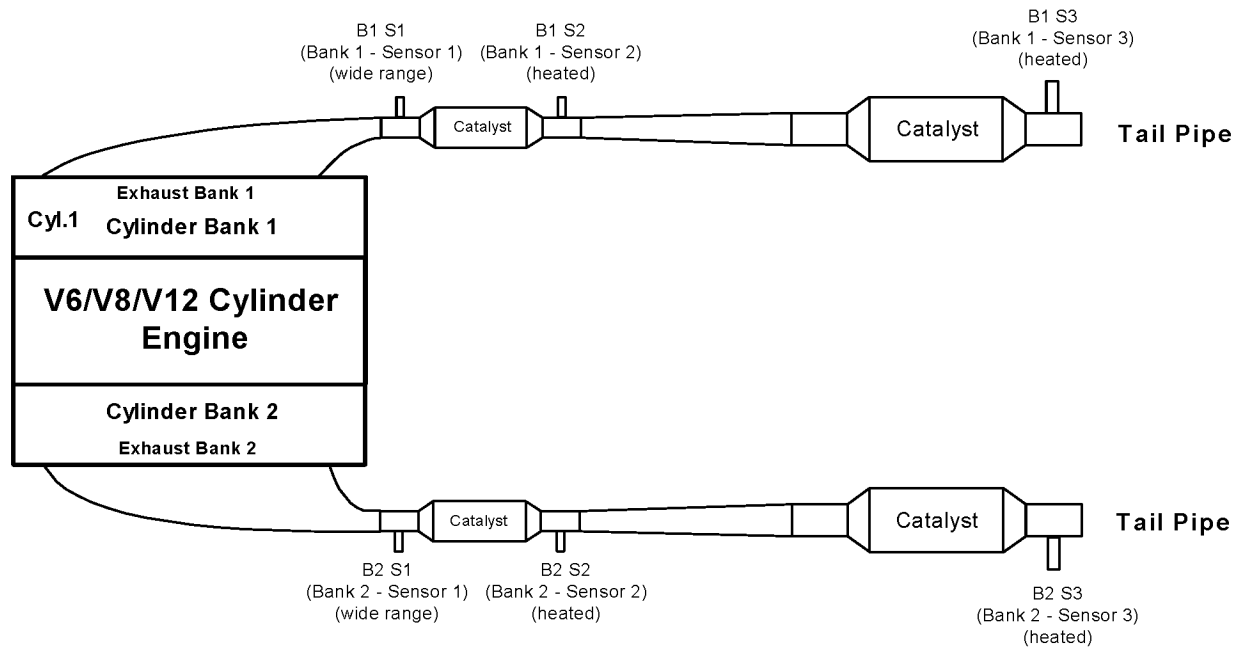 B1 S1
(Bank 1 - Sensor 1)
(wide range)
B1 S2
(Bank 1 - Sensor 2)
(heated)
B1 S3
(Bank 1 - Sensor 3)
(heated)
Catalyst
Catalyst
Tail Pipe
Exhaust Bank 1
Cyl.1
Cylinder Bank 1
V6/V8/V12 Cylinder
Engine
Cylinder Bank 2
Exhaust Bank 2
Catalyst
Catalyst
Tail Pipe
B2 S1
(Bank 2 - Sensor 1)
(wide range)
B2 S2
(Bank 2 - Sensor 2)
(heated)
B2 S3
(Bank 2 - Sensor 3)
(heated)